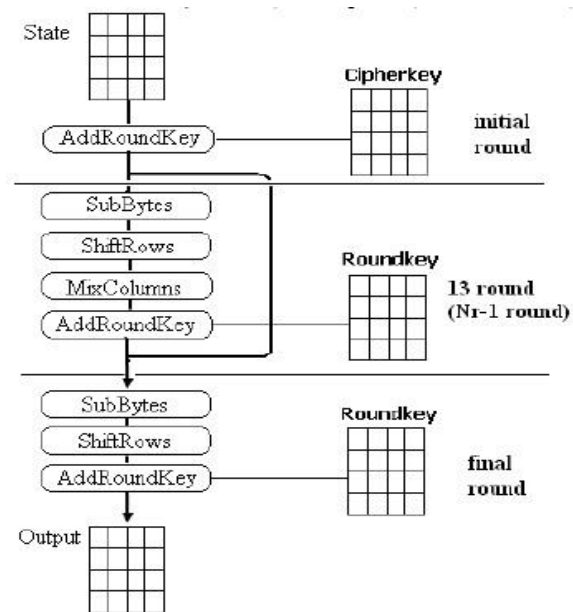 State
Cipherkey
AddRoundKey
initial
round
SubBytes
ShiftRows
MixColumns
AddRoundKey
Roundkey
13 round
(Nr-1 round)
SubBytes
ShiftRows
AddRoundKey
Roundkey
final
round
Output